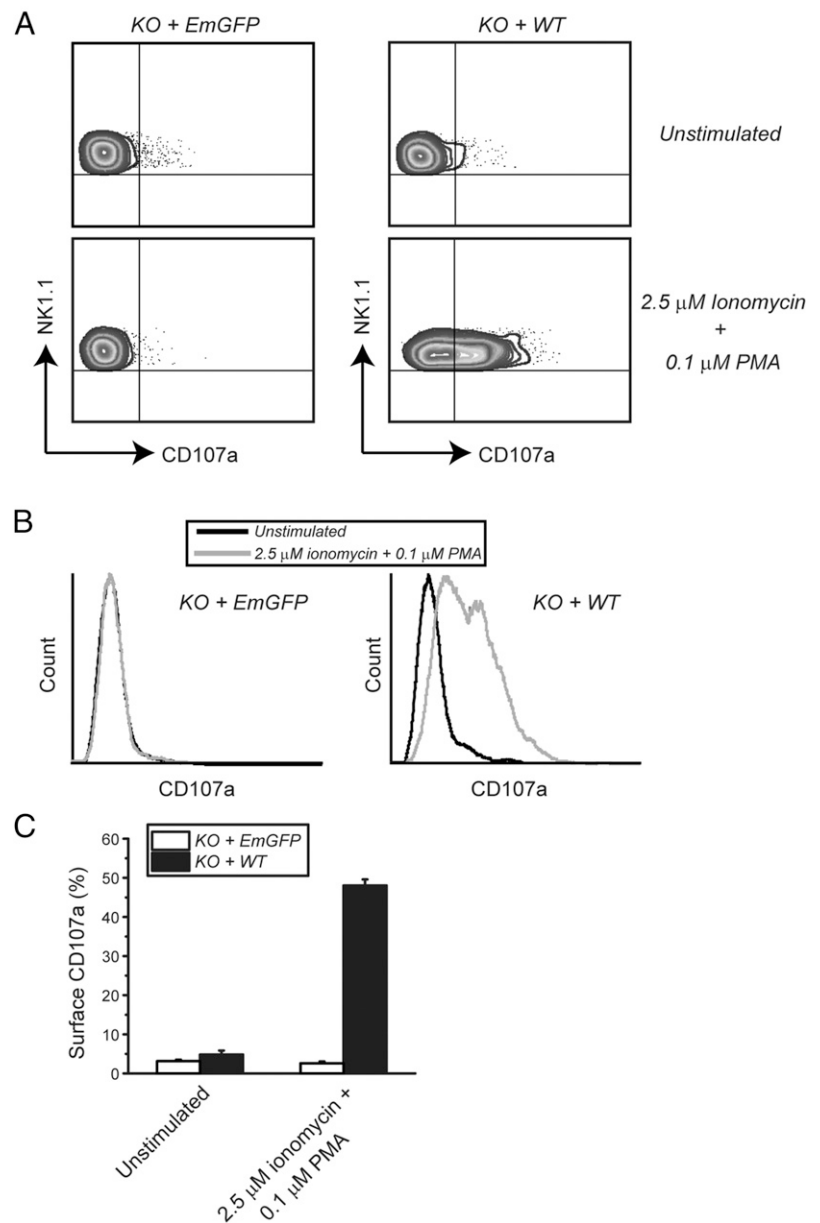 A
KO + EmGFP
KO + WT
Unstimulated
NK1.1
CD107a
NK1.1
CD107a
2.5 μM Ionomycin
+
0.1 μM PMA
B
Unstimulated
2.5 μM ionomycin + 0.1 μM PMA
KO + EmGFP
Count
CD107a
KO + WT
Count
CD107a
C
KO + EmGFP
KO + WT
Surface CD107a (%)
60
50
40
30
20
10
0
Unstimulated
2.5 μM ionomycin +
0.1 μM PMA